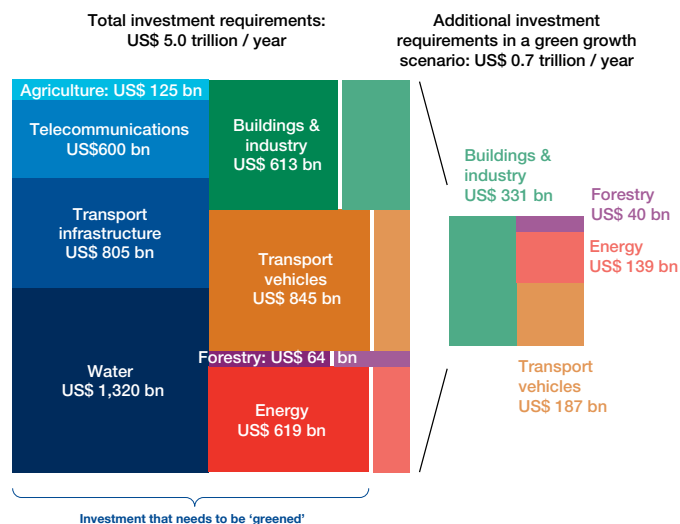 Total investment requirements:
US$ 5.0 trillion / year
Additional investment
requirements in a green growth
scenario: US$ 0.7 trillion / year
Agriculture: US$ 125 bn
Telecommunications
US$600 bn
Transport
infrastructure
US$ 805 bn
Water
US$ 1,320 bn
Buildings &
industry
US$ 613 bn
Transport
vehicles
US$ 845 bn
Forestry: US$ 64 bn
Energy
US$ 619 bn
Buildings &
industry
US$ 331 bn
Forestry
US$ 40 bn
Energy
US$ 139 bn
Transport
vehicles
US$ 187 bn
Investment that needs to be ‘greened’